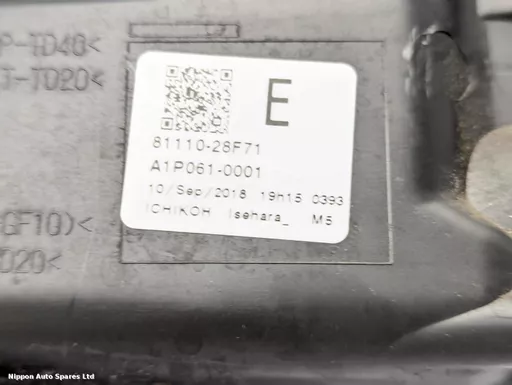 P-TD40<
T-TD20<
E
81110-28F71
A1P061-0001
10/Sep/2018 19h15 0393
ICHIKOH Isehara_ M5
GF10)<
D20<
Nippon Auto Spares Ltd